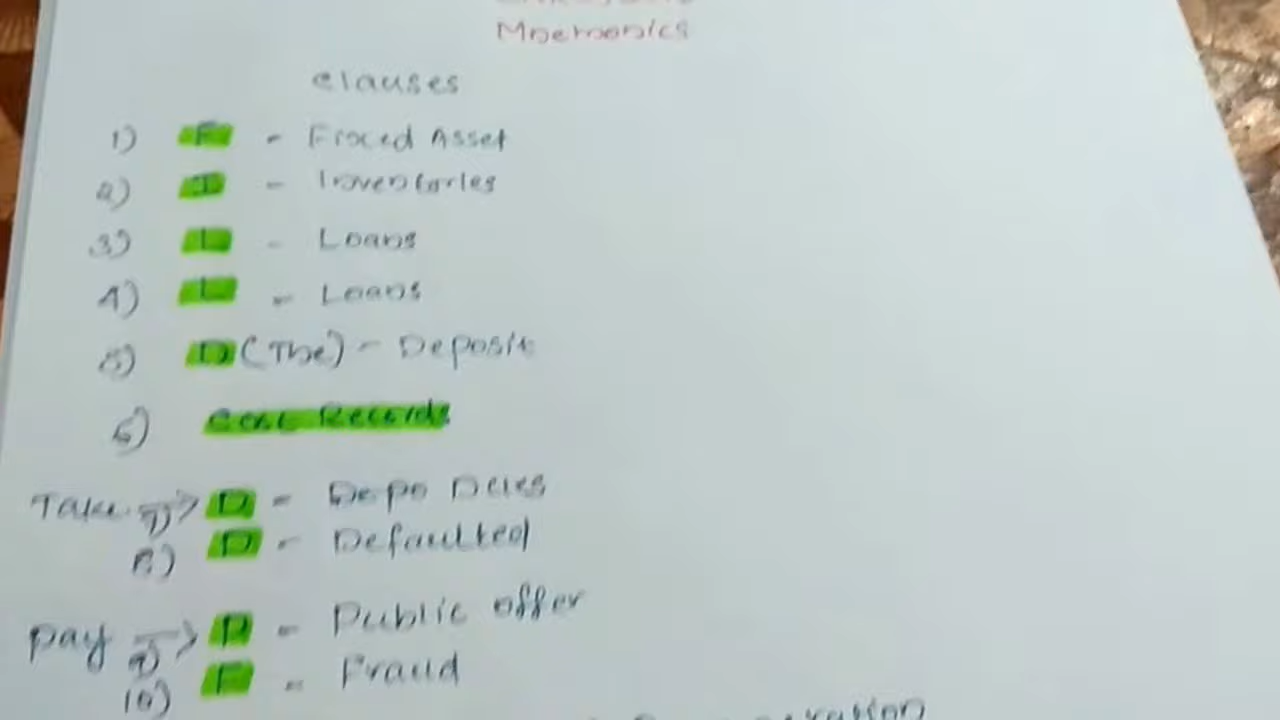 Mnemonics
Clauses
1) F - Fixed Asset
2) I - Inventories
3) L - Loans
4) L - Loans
5) D (The) - Deposit
6) Cost Records
Take 7) → D - Depo Dues
8) D - Defaulted
Pay 9) → P - Public offer
10) F - Fraud